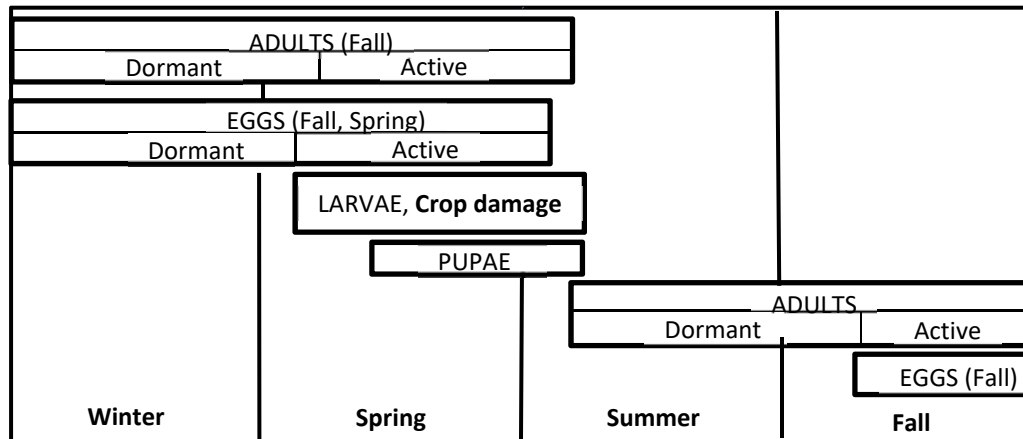 ADULTS (Fall)
Dormant Active
EGGS (Fall, Spring)
Dormant Active
LARVAE, Crop damage
PUPAE
ADULTS
Dormant Active
EGGS (Fall)
Winter Spring Summer Fall